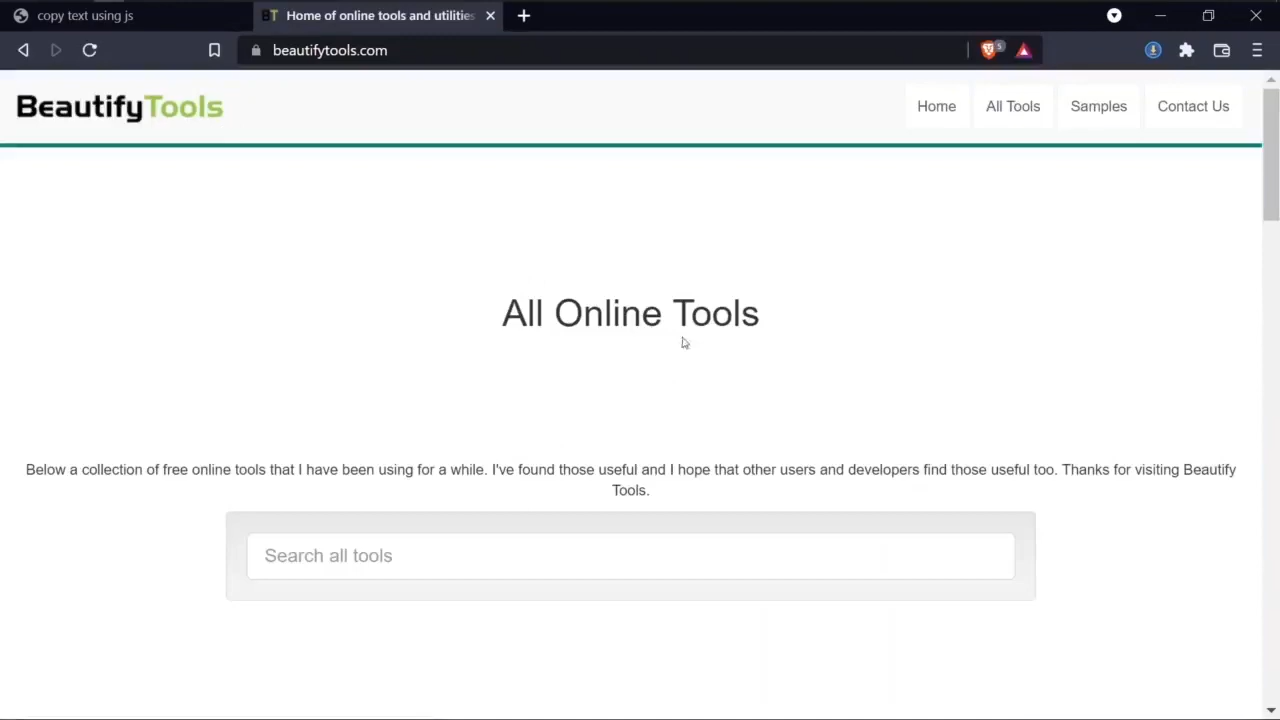 copy text using js
BT Home of online tools and utilities
beautifytools.com
5
BeautifyTools
Home
All Tools
Samples
Contact Us
All Online Tools
Below a collection of free online tools that I have been using for a while. I've found those useful and I hope that other users and developers find those useful too. Thanks for visiting Beautify
Tools.
Search all tools